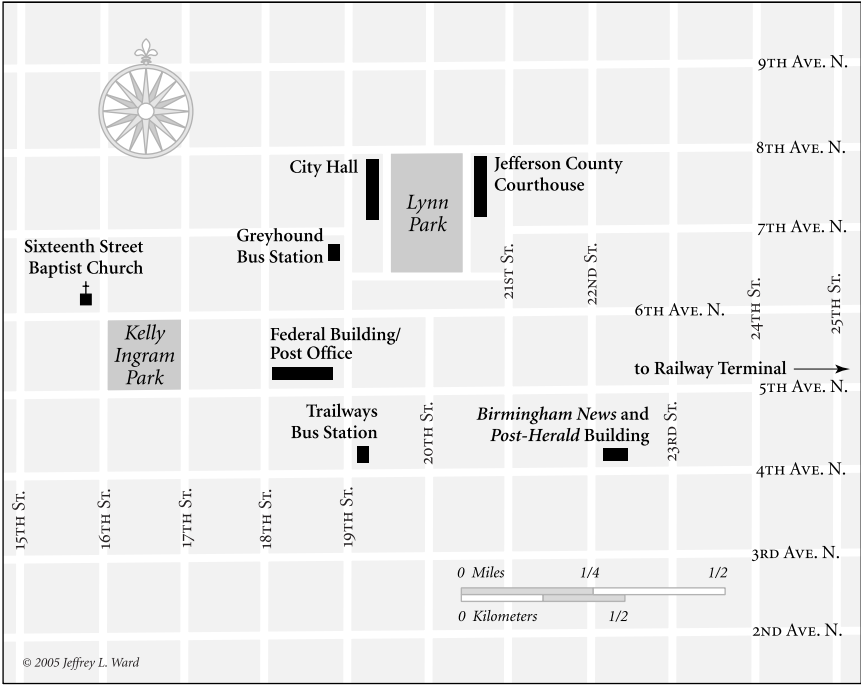 9TH AVE. N.
8TH AVE. N.
City Hall
Jefferson County
Courthouse
Lynn
Park
7TH AVE. N.
Greyhound
Bus Station
Sixteenth Street
Baptist Church
21ST ST.
22ND ST.
24TH ST.
25TH ST.
6TH AVE. N.
Kelly
Ingram
Park
Federal Building/
Post Office
to Railway Terminal
5TH AVE. N.
Trailways
Bus Station
20TH ST.
Birmingham News and
Post-Herald Building
23RD ST.
4TH AVE. N.
15TH ST.
16TH ST.
17TH ST.
18TH ST.
19TH ST.
3RD AVE. N.
0 Miles 1/4 1/2
0 Kilometers 1/2
2ND AVE. N.
© 2005 Jeffrey L. Ward